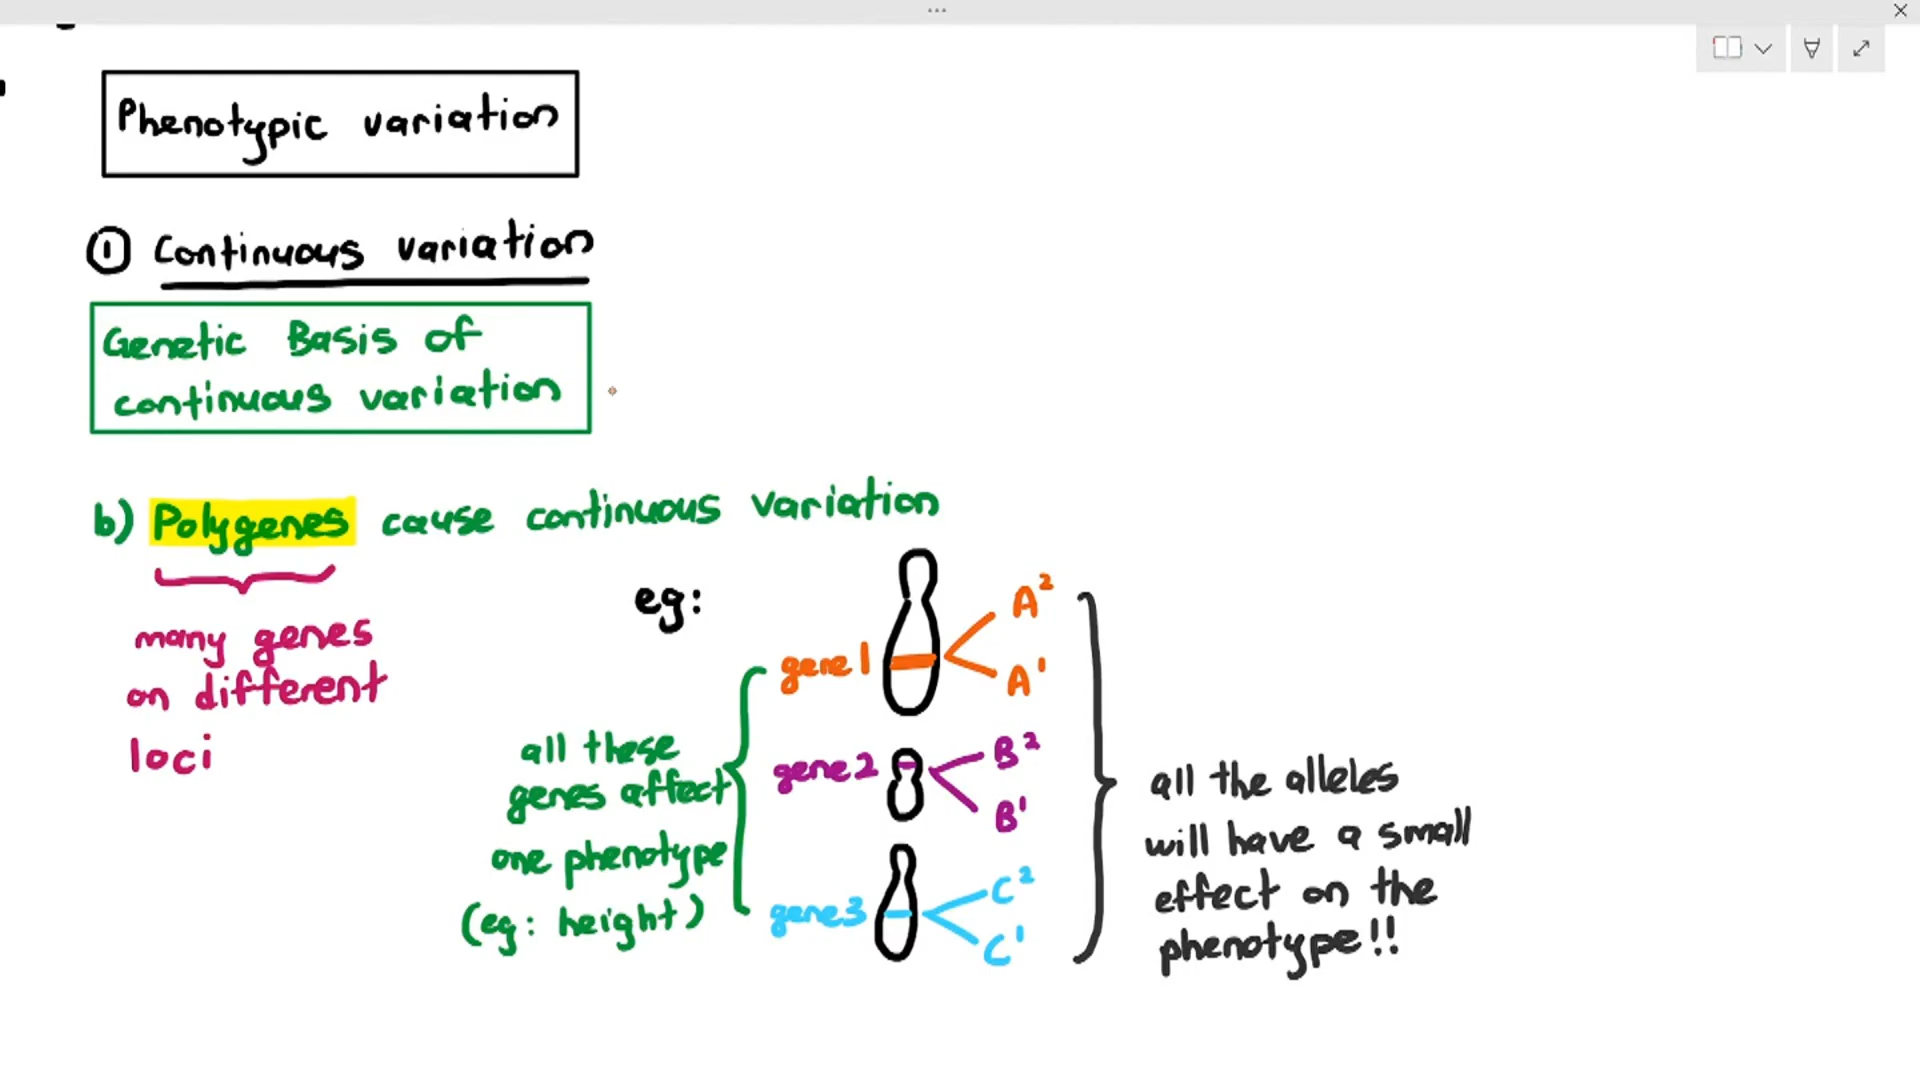 Phenotypic variation
① Continuous variation
Genetic Basis of
continuous variation
b) Polygenes cause continuous variation
many genes
on different
loci
eg:
gene 1
A²
A¹
gene 2
B²
B¹
gene 3
C²
C¹
all these
genes affect
one phenotype
(eg: height)
all the alleles
will have a small
effect on the
phenotype!!